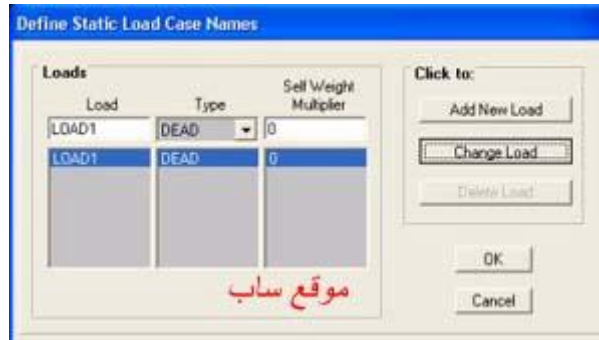 Define Static Load Case Names
Loads
Load Type Self Weight Multiplier
LOAD1 DEAD 0
LOAD1 DEAD 0
Click to:
Add New Load
Change Load
Delete Load
OK
Cancel
موقع ساب